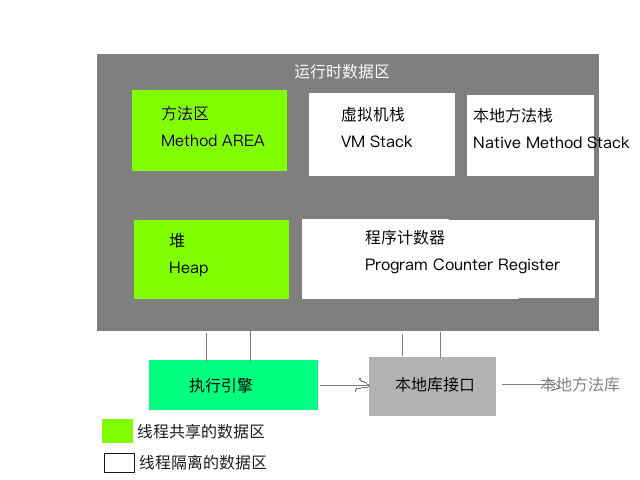 运行时数据区
方法区
Method AREA
虚拟机栈
VM Stack
本地方法栈
Native Method Stack
堆
Heap
程序计数器
Program Counter Register
执行引擎
本地库接口
本地方法库
线程共享的数据区
线程隔离的数据区